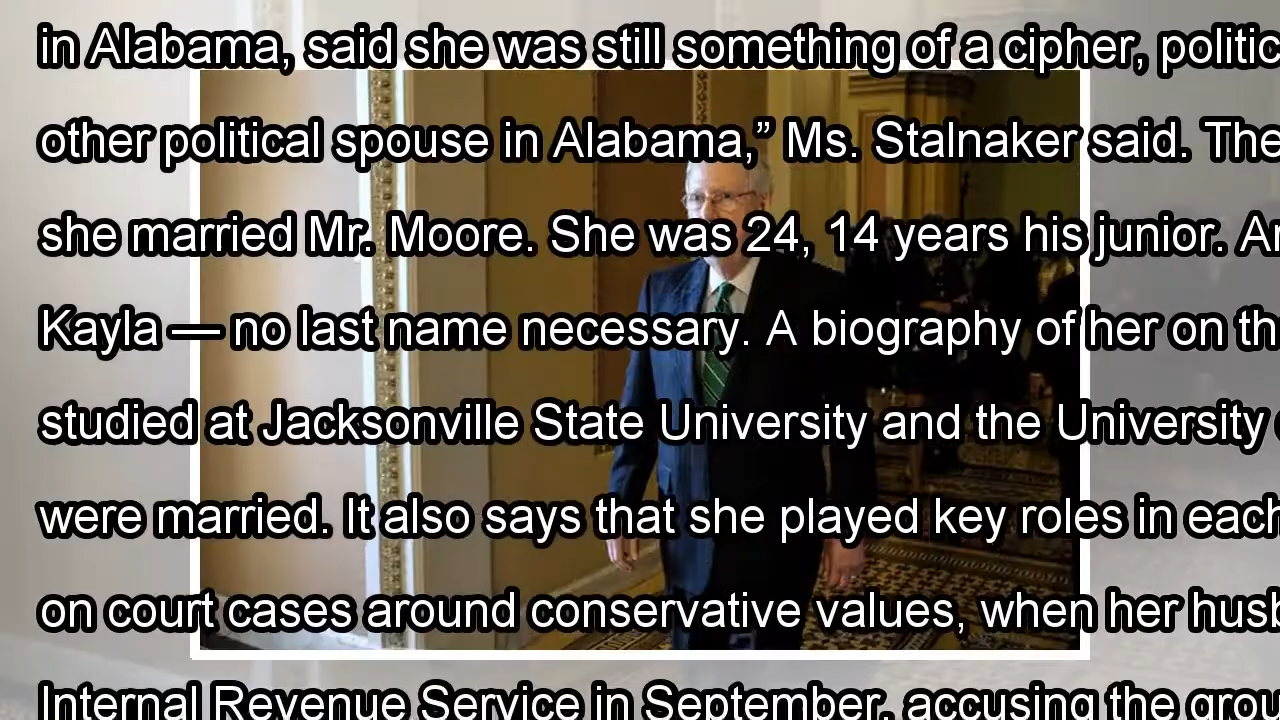 in Alabama, said she was still something of a cipher, politic
other political spouse in Alabama,” Ms. Stalnaker said. The
she married Mr. Moore. She was 24, 14 years his junior. Ar
Kayla — no last name necessary. A biography of her on th
studied at Jacksonville State University and the University
were married. It also says that she played key roles in each
on court cases around conservative values, when her husb
Internal Revenue Service in September, accusing the grou